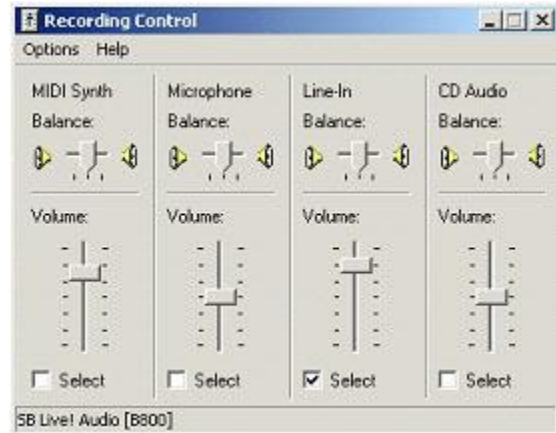 Recording Control
Options Help
MIDI Synth Microphone Line-In CD Audio
Balance: Balance: Balance: Balance:
Volume: Volume: Volume: Volume:
Select Select Select Select
SB Live! Audio [B800]